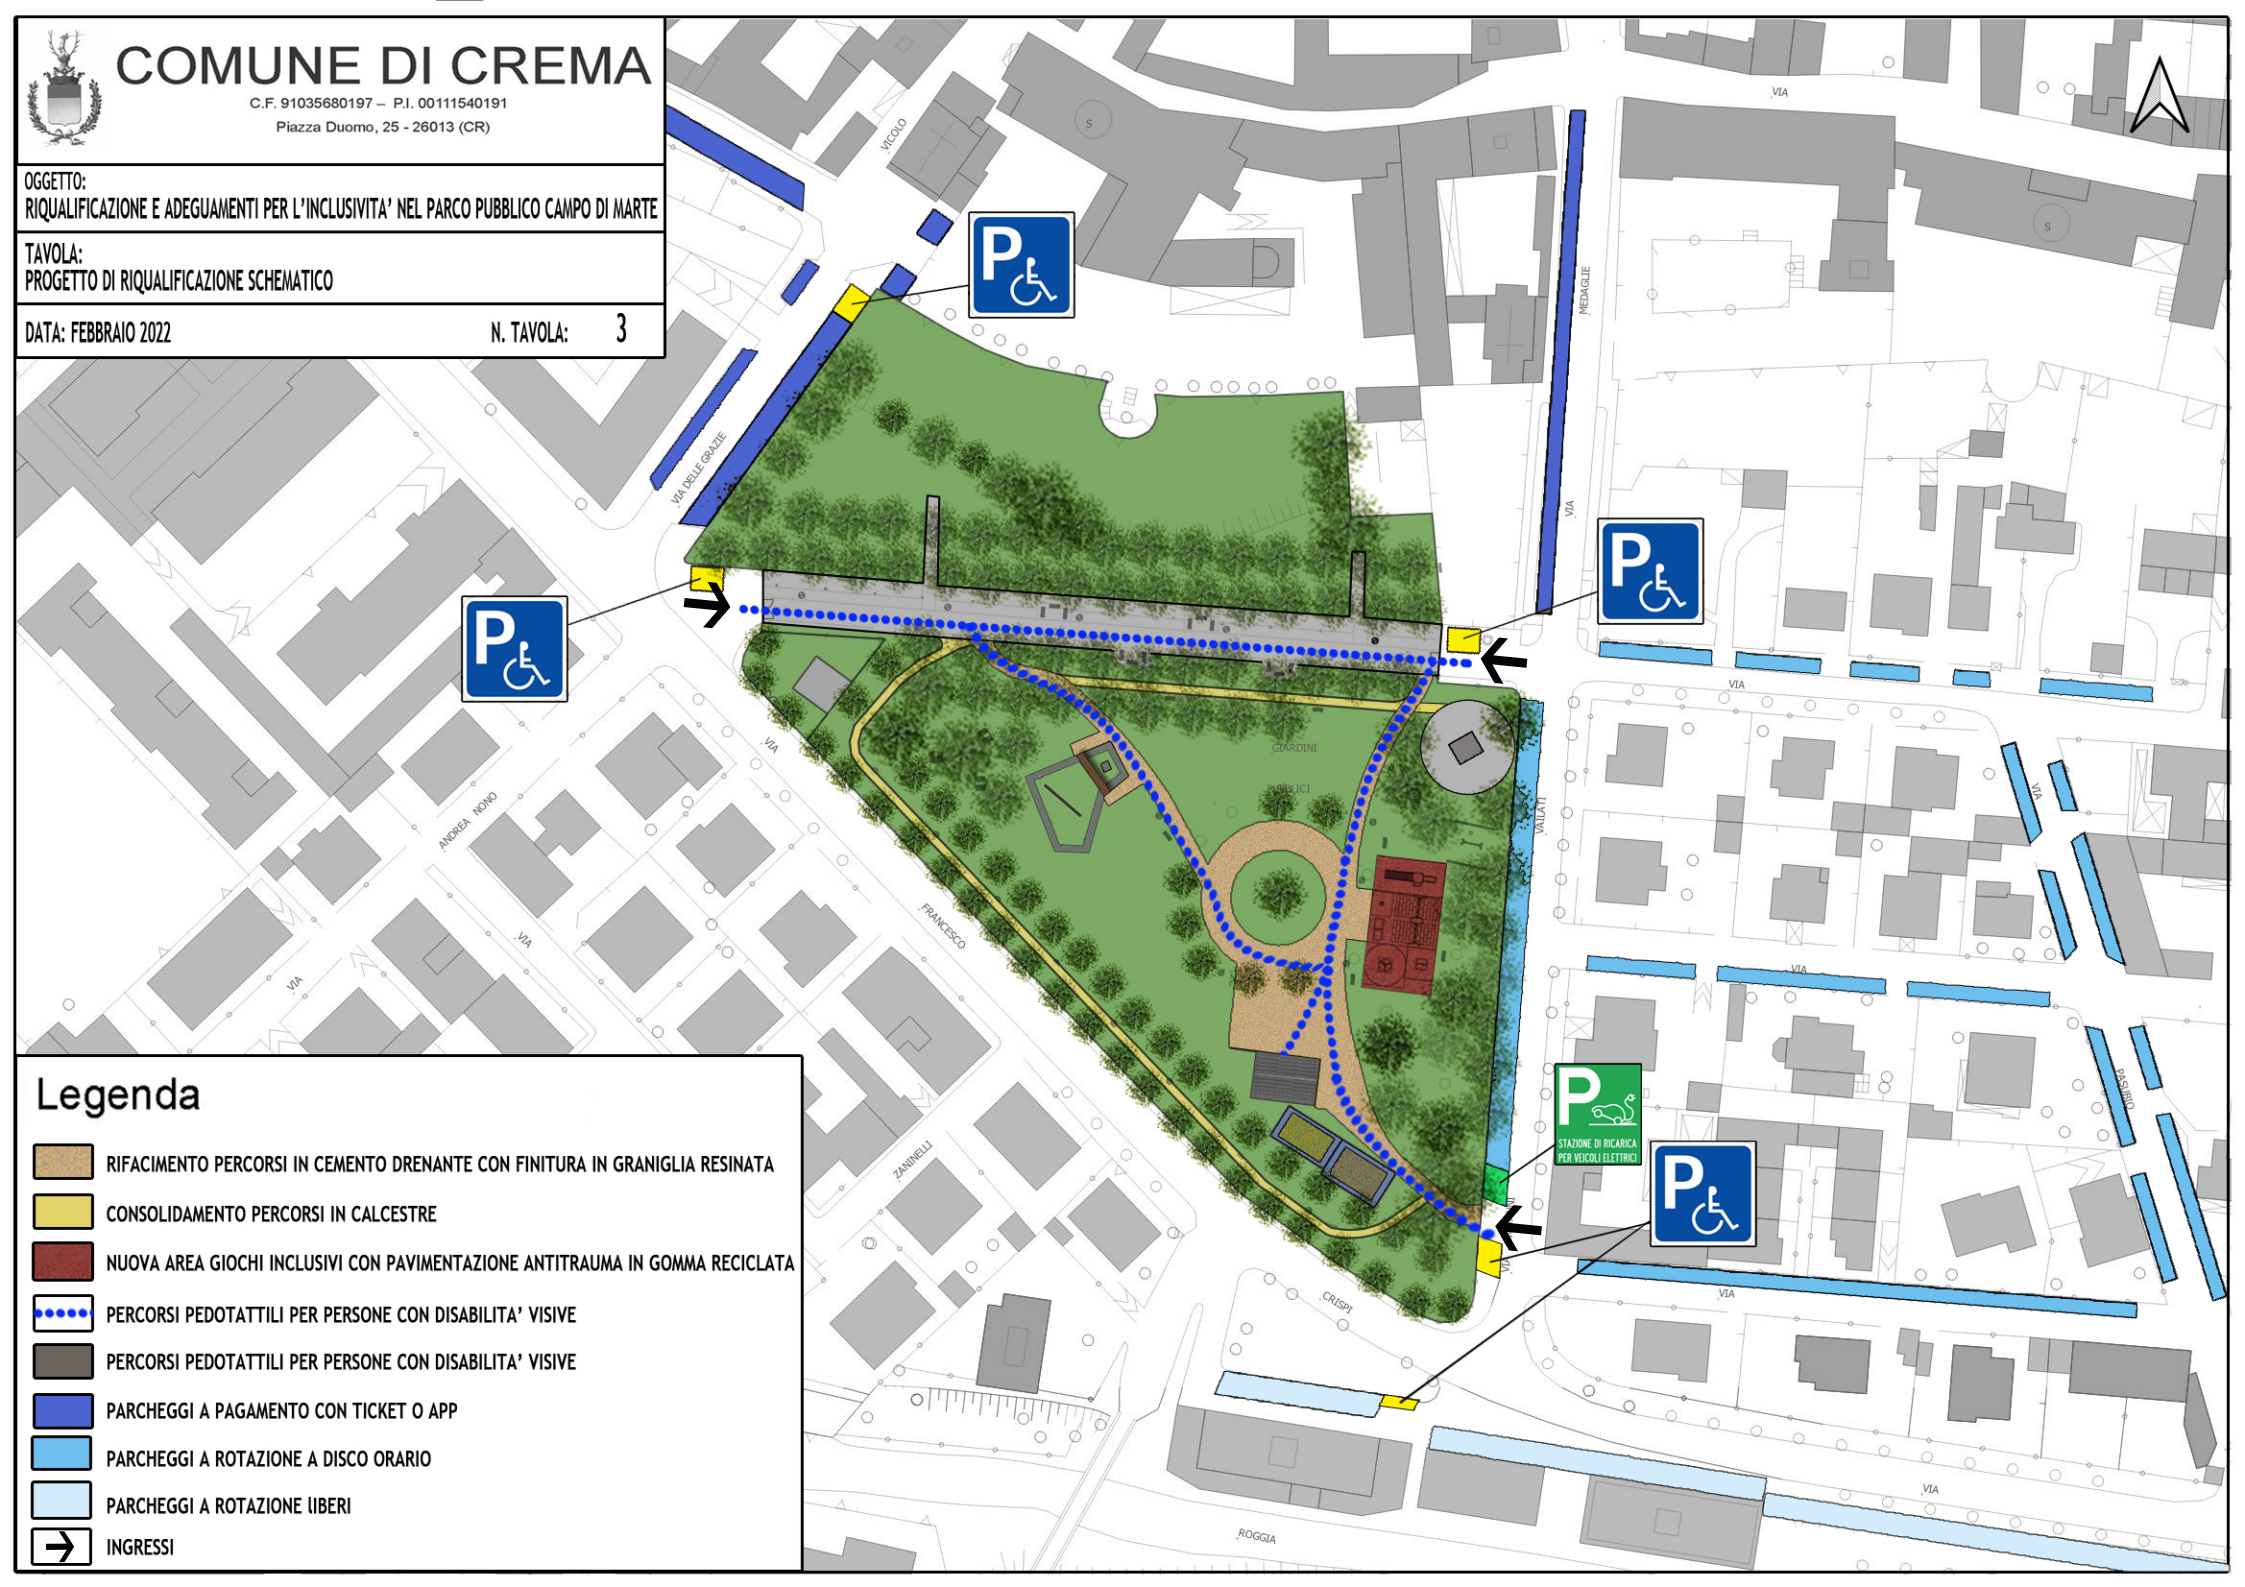 COMUNE DI CREMA
C.F. 91035680197 – P.I. 00111540191
Piazza Duomo, 25 - 26013 (CR)
OGGETTO:
RIQUALIFICAZIONE E ADEGUAMENTI PER L'INCLUSIVITA' NEL PARCO PUBBLICO CAMPO DI MARTE
TAVOLA:
PROGETTO DI RIQUALIFICAZIONE SCHEMATICO
DATA: FEBBRAIO 2022
N. TAVOLA: 3
VICOLO
S
VIA
S
P
MEDAGLIE
VIA DELLE GRAZIE
VIA
P
P
VIA
VIA
GIARDINI
PUBBLICI
VIA
VAILATI
ANDREA NONO
FRANCESCO
VIA
VIA
VIA
PASUBIO
P
STAZIONE DI RICARICA
PER VEICOLI ELETTRICI
P
ZANINELLI
VIA
CRISPI
VIA
VIA
ROGGIA
Legenda
RIFACIMENTO PERCORSI IN CEMENTO DRENANTE CON FINITURA IN GRANIGLIA RESINATA
CONSOLIDAMENTO PERCORSI IN CALCESTRE
NUOVA AREA GIOCHI INCLUSIVI CON PAVIMENTAZIONE ANTITRAUMA IN GOMMA RECICLATA
PERCORSI PEDOTATTILI PER PERSONE CON DISABILITA' VISIVE
PERCORSI PEDOTATTILI PER PERSONE CON DISABILITA' VISIVE
PARCHEGGI A PAGAMENTO CON TICKET O APP
PARCHEGGI A ROTAZIONE A DISCO ORARIO
PARCHEGGI A ROTAZIONE lIBERI
INGRESSI